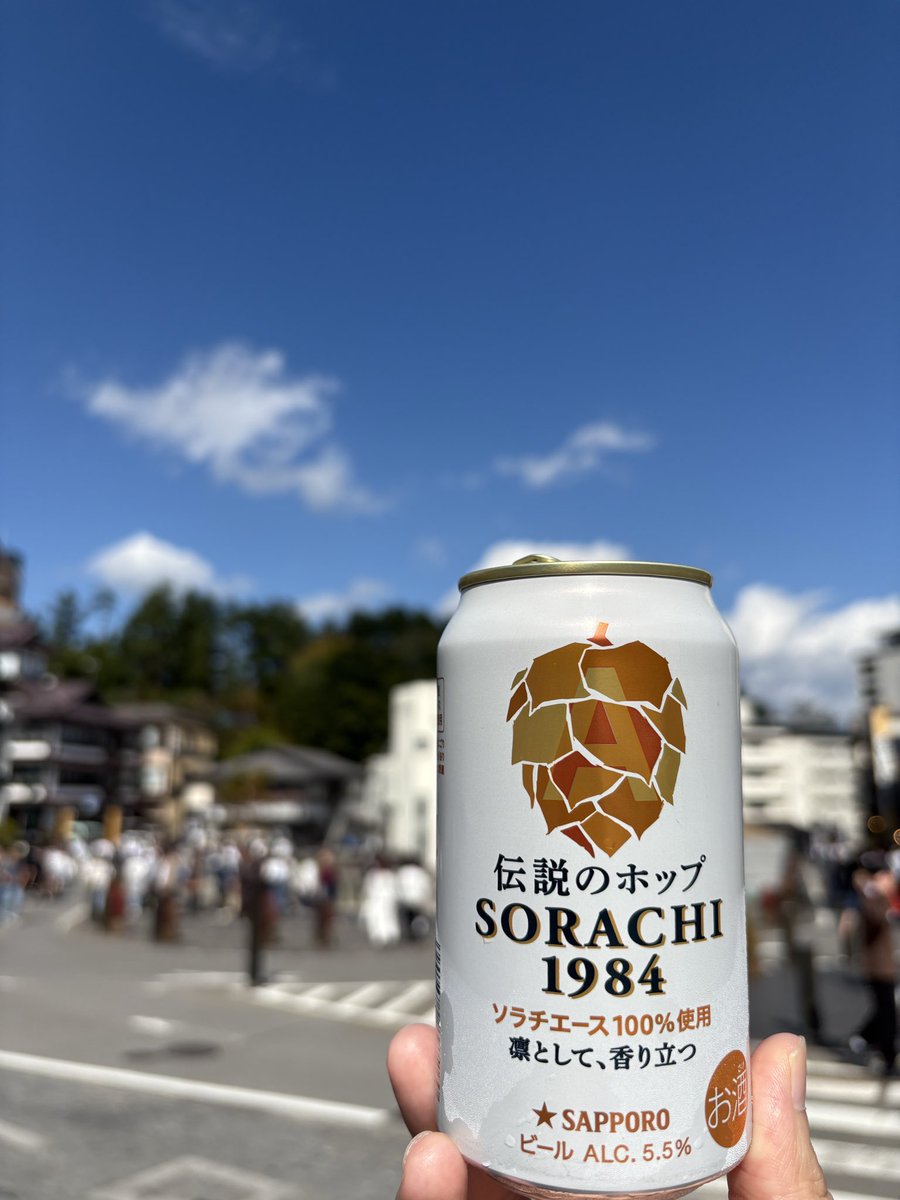 伝説のホップ
SORACHI
1984
ソラチエース100%使用
凛として、香り立つ
お酒
★SAPPORO
ビール ALC. 5.5%